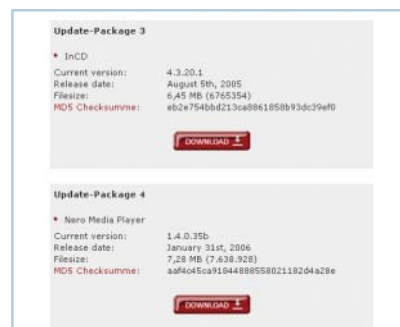 Update-Package 3
InCD
Current version: 4.3.20.1
Release date: August 5th, 2005
Filesize: 6,45 MB (6765354)
MD5 Checksumme: eb2e754bbd213ca8861858b93dc39ef0
DOWNLOAD
Update-Package 4
Nero Media Player
Current version: 1.4.0.35b
Release date: January 31st, 2006
Filesize: 7,28 MB (7.638.928)
MD5 Checksumme: aaf4c45ca91844888558021182d4a28e
DOWNLOAD